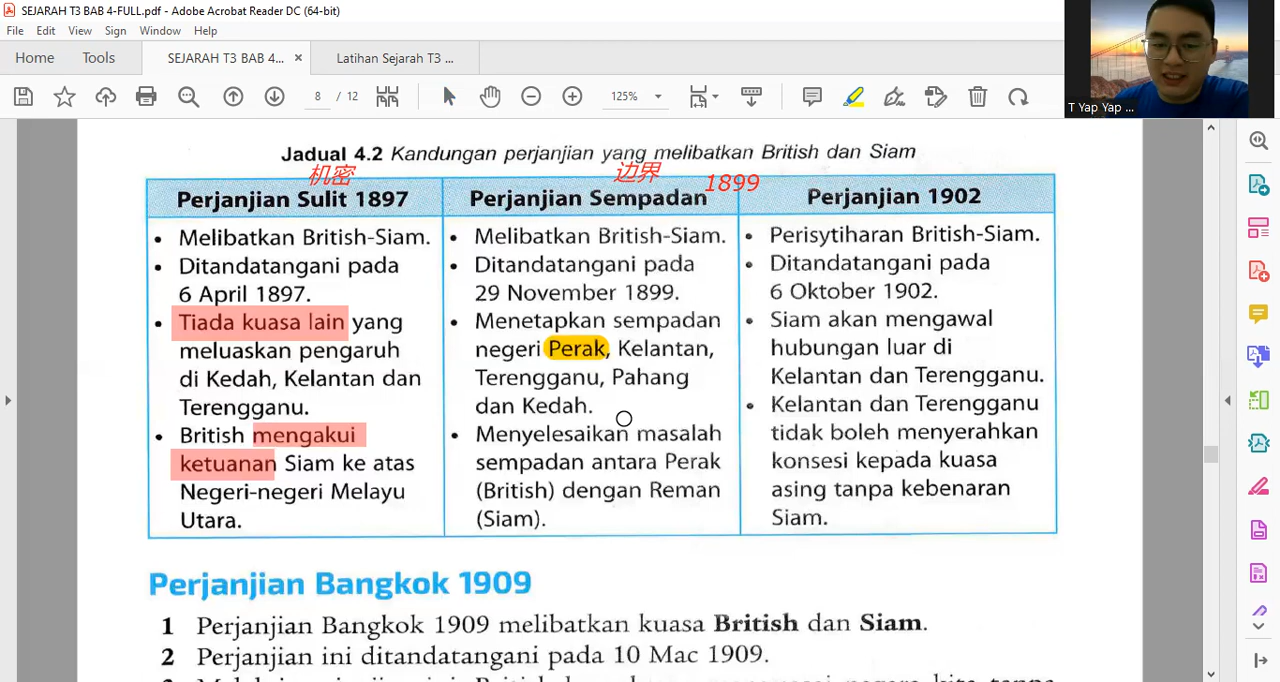 SEJARAH T3 BAB 4-FULL.pdf - Adobe Acrobat Reader DC (64-bit)
File Edit View Sign Window Help
Home Tools SEJARAH T3 BAB 4... × Latihan Sejarah T3 ...
8 / 12 125%
T Yap Yap ...
Jadual 4.2 Kandungan perjanjian yang melibatkan British dan Siam
机密 边界 1899
Perjanjian Sulit 1897
• Melibatkan British-Siam.
• Ditandatangani pada
6 April 1897.
• Tiada kuasa lain yang
meluaskan pengaruh
di Kedah, Kelantan dan
Terengganu.
• British mengakui
ketuanan Siam ke atas
Negeri-negeri Melayu
Utara.
Perjanjian Sempadan
• Melibatkan British-Siam.
• Ditandatangani pada
29 November 1899.
• Menetapkan sempadan
negeri Perak, Kelantan,
Terengganu, Pahang
dan Kedah.
• Menyelesaikan masalah
sempadan antara Perak
(British) dengan Reman
(Siam).
Perjanjian 1902
• Perisytiharan British-Siam.
• Ditandatangani pada
6 Oktober 1902.
• Siam akan mengawal
hubungan luar di
Kelantan dan Terengganu.
• Kelantan dan Terengganu
tidak boleh menyerahkan
konsesi kepada kuasa
asing tanpa kebenaran
Siam.
Perjanjian Bangkok 1909
1 Perjanjian Bangkok 1909 melibatkan kuasa British dan Siam.
2 Perjanjian ini ditandatangani pada 10 Mac 1909.